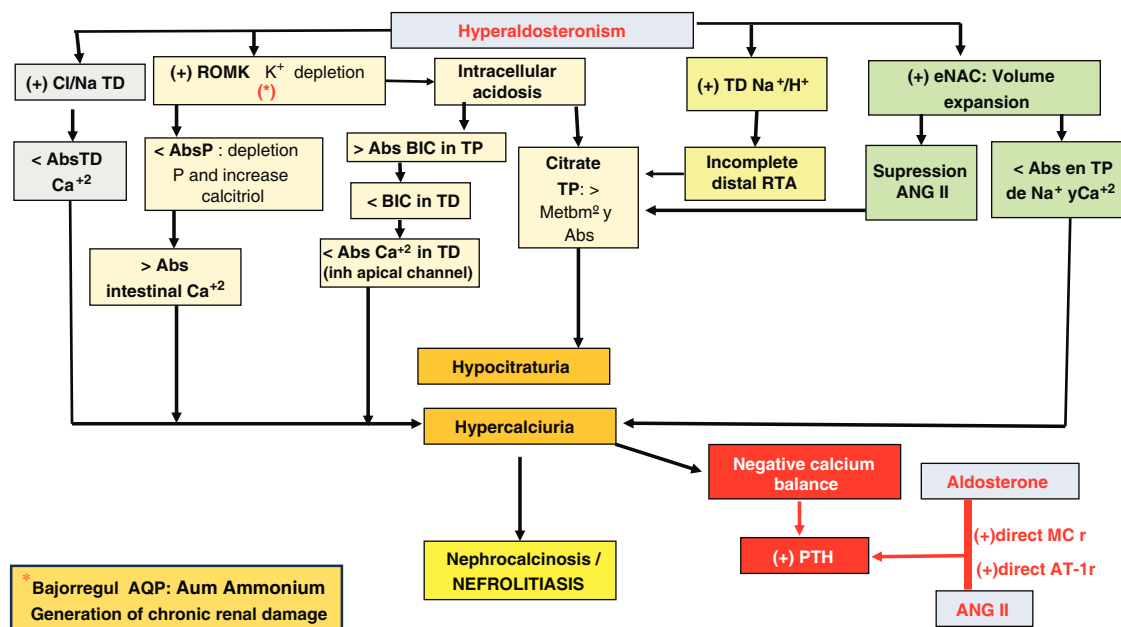 Hyperaldosteronism
(+) Cl/Na TD
(+) ROMK K⁺ depletion
(*)
Intracellular
acidosis
(+) TD Na⁺/H⁺
(+) eNAC: Volume
expansion
< AbsTD
Ca⁺²
< AbsP : depletion
P and increase
calcitriol
> Abs BIC in TP
Citrate
TP: >
Metbmº y
Abs
Incomplete
distal RTA
Supression
ANG II
< Abs en TP
de Na⁺ yCa⁺²
< BIC in TD
< Abs Ca⁺² in TD
(inh apical channel)
> Abs
intestinal Ca⁺²
Hypocitraturia
Hypercalciuria
Negative calcium
balance
Aldosterone
(+)direct MC r
(+) PTH
(+)direct AT-1r
ANG II
Nephrocalcinosis /
NEFROLITIASIS
*Bajorregul AQP: Aum Ammonium
Generation of chronic renal damage